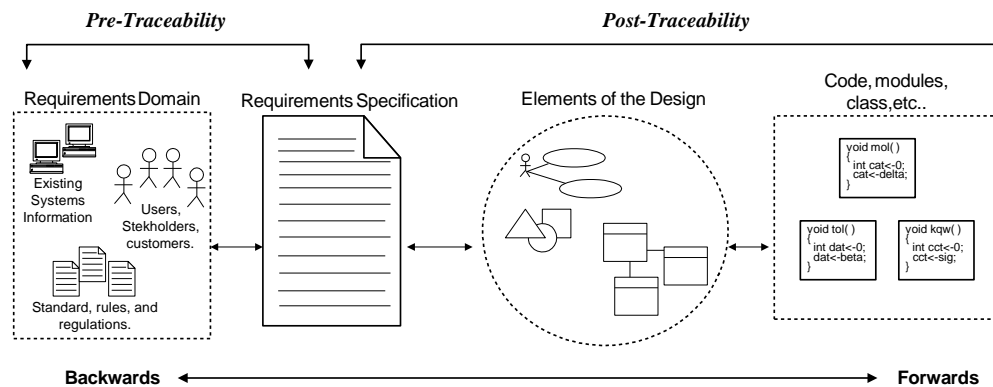 Pre-Traceability
Post-Traceability
Requirements Domain
Requirements Specification
Elements of the Design
Code, modules,
class,etc..
Existing
Systems
Information
Users,
Stekholders,
customers.
Standard, rules, and
regulations.
void mol( )
{
int cat<-0;
cat<-delta;
}
void tol( )
{
int dat<-0;
dat<-beta;
}
void kqw( )
{
int cct<-0;
cct<-sig;
}
Backwards
Forwards